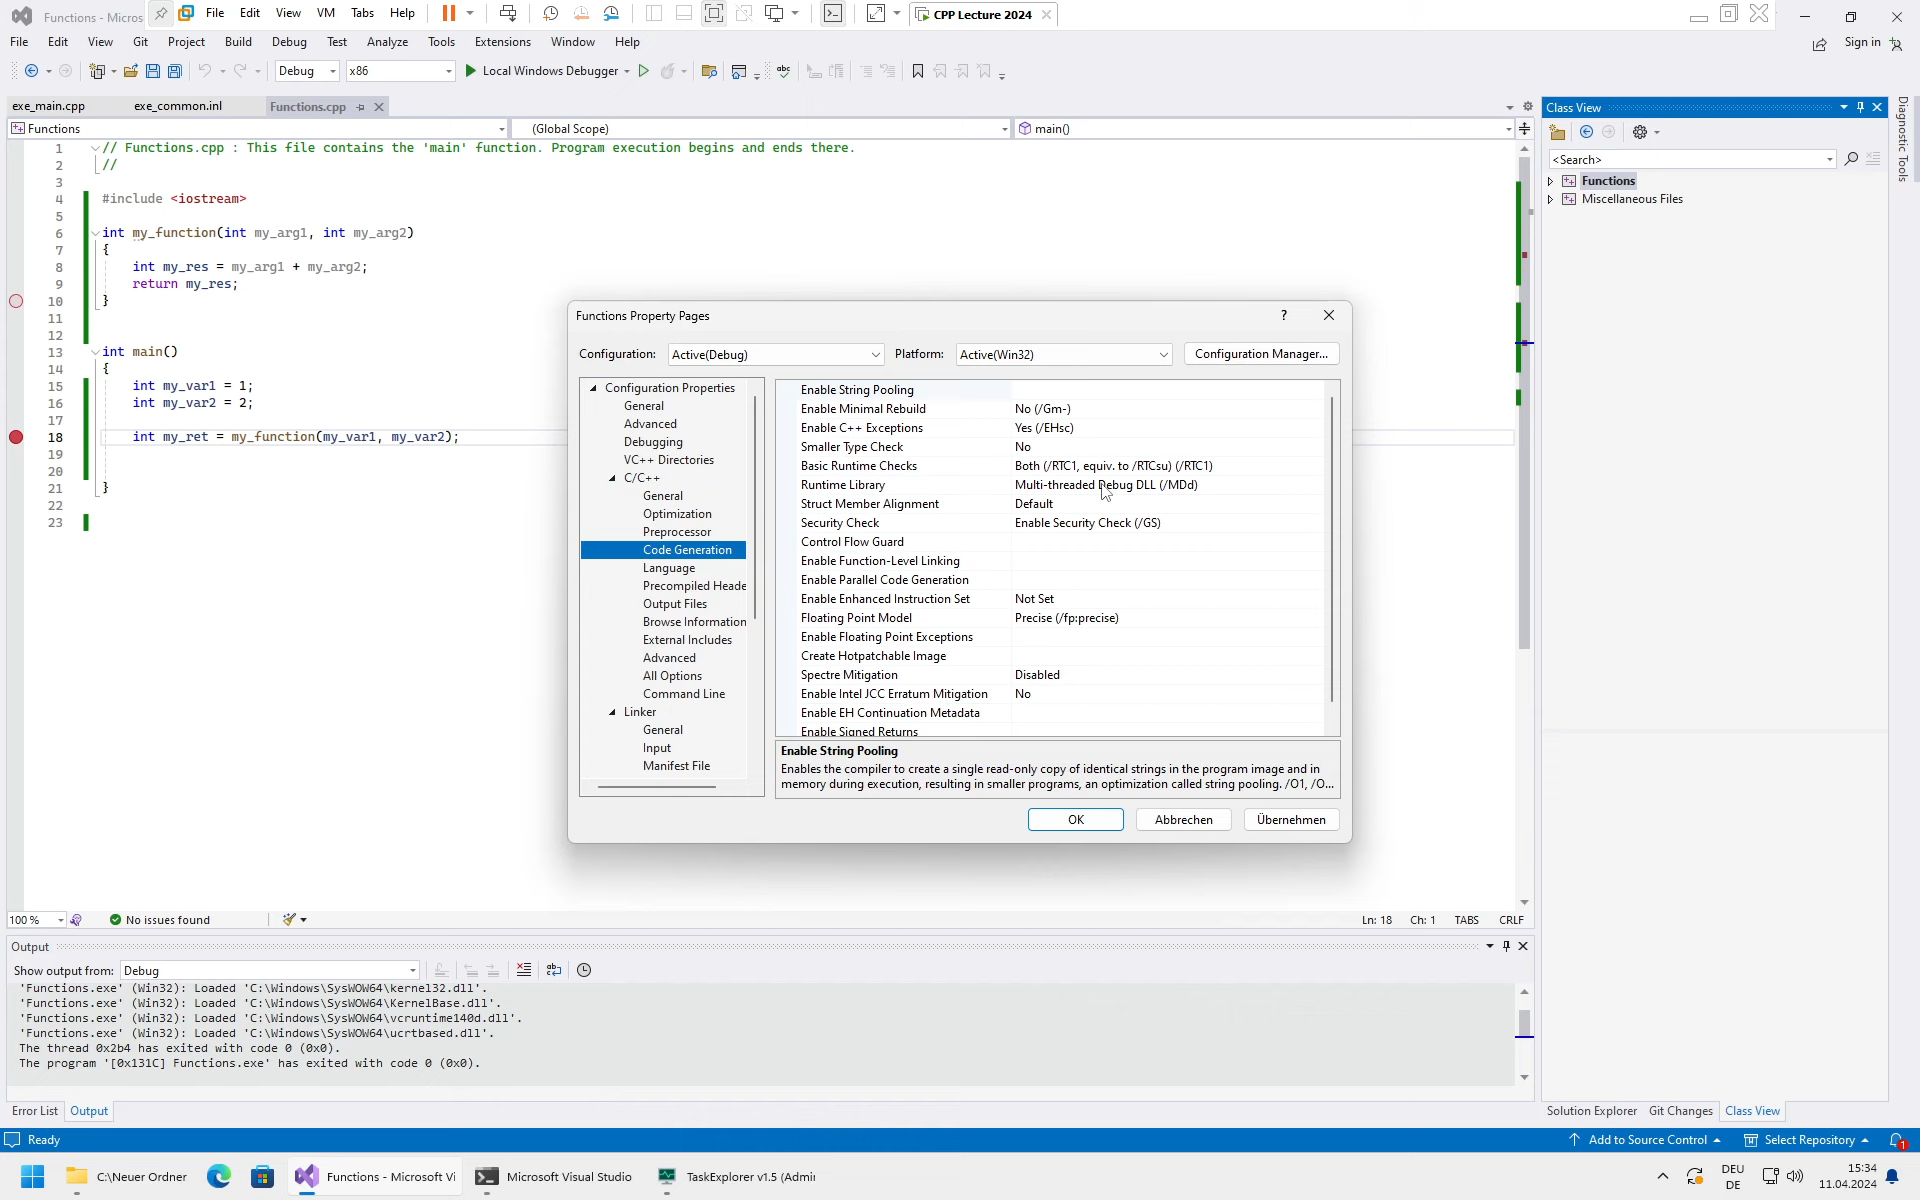 Functions - Micros
File Edit View VM Tabs Help
CPP Lecture 2024
File Edit View Git Project Build Debug Test Analyze Tools Extensions Window Help
Sign in
Debug x86 Local Windows Debugger
exe_main.cpp exe_common.inl Functions.cpp
Functions (Global Scope) main()
1 // Functions.cpp : This file contains the 'main' function. Program execution begins and ends there.
2 //
3
4 #include <iostream>
5
6 int my_function(int my_arg1, int my_arg2)
7 {
8 int my_res = my_arg1 + my_arg2;
9 return my_res;
10 }
11
12
13 int main()
14 {
15 int my_var1 = 1;
16 int my_var2 = 2;
17
18 int my_ret = my_function(my_var1, my_var2);
19
20
21 }
22
23
Functions Property Pages
Configuration: Active(Debug) Platform: Active(Win32) Configuration Manager...
Configuration Properties
General
Advanced
Debugging
VC++ Directories
C/C++
General
Optimization
Preprocessor
Code Generation
Language
Precompiled Heade
Output Files
Browse Information
External Includes
Advanced
All Options
Command Line
Linker
General
Input
Manifest File
Enable String Pooling
Enable Minimal Rebuild No (/Gm-)
Enable C++ Exceptions Yes (/EHsc)
Smaller Type Check No
Basic Runtime Checks Both (/RTC1, equiv. to /RTCsu) (/RTC1)
Runtime Library Multi-threaded Debug DLL (/MDd)
Struct Member Alignment Default
Security Check Enable Security Check (/GS)
Control Flow Guard
Enable Function-Level Linking
Enable Parallel Code Generation
Enable Enhanced Instruction Set Not Set
Floating Point Model Precise (/fp:precise)
Enable Floating Point Exceptions
Create Hotpatchable Image
Spectre Mitigation Disabled
Enable Intel JCC Erratum Mitigation No
Enable EH Continuation Metadata
Enable Signed Returns
Enable String Pooling
Enables the compiler to create a single read-only copy of identical strings in the program image and in
memory during execution, resulting in smaller programs, an optimization called string pooling. /O1, /O...
OK Abbrechen Übernehmen
Class View
<Search>
Functions
Miscellaneous Files
Diagnostic Tools
100 % No issues found Ln: 18 Ch: 1 TABS CRLF
Output
Show output from: Debug
'Functions.exe' (Win32): Loaded 'C:\Windows\SysWOW64\kernel32.dll'.
'Functions.exe' (Win32): Loaded 'C:\Windows\SysWOW64\KernelBase.dll'.
'Functions.exe' (Win32): Loaded 'C:\Windows\SysWOW64\vcruntime140d.dll'.
'Functions.exe' (Win32): Loaded 'C:\Windows\SysWOW64\ucrtbased.dll'.
The thread 0x2b4 has exited with code 0 (0x0).
The program '[0x131C] Functions.exe' has exited with code 0 (0x0).
Error List Output
Solution Explorer Git Changes Class View
Ready
Add to Source Control Select Repository 1
C:\Neuer Ordner Functions - Microsoft Vi Microsoft Visual Studio TaskExplorer v1.5 (Admir
DEU
DE
15:34
11.04.2024